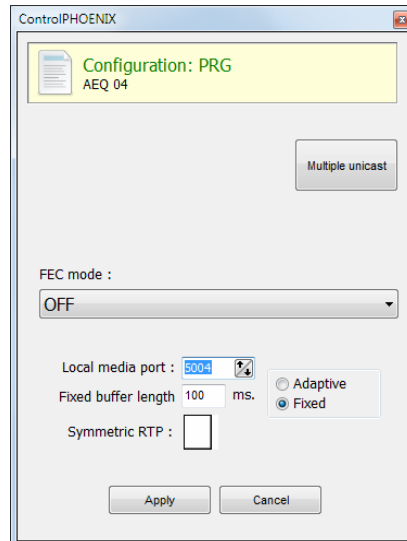 ControlPHOENIX
Configuration: PRG
AEQ 04
Multiple unicast
FEC mode :
OFF
Local media port : 5004
Fixed buffer length 100 ms.
Adaptive
Fixed
Symmetric RTP :
Apply Cancel